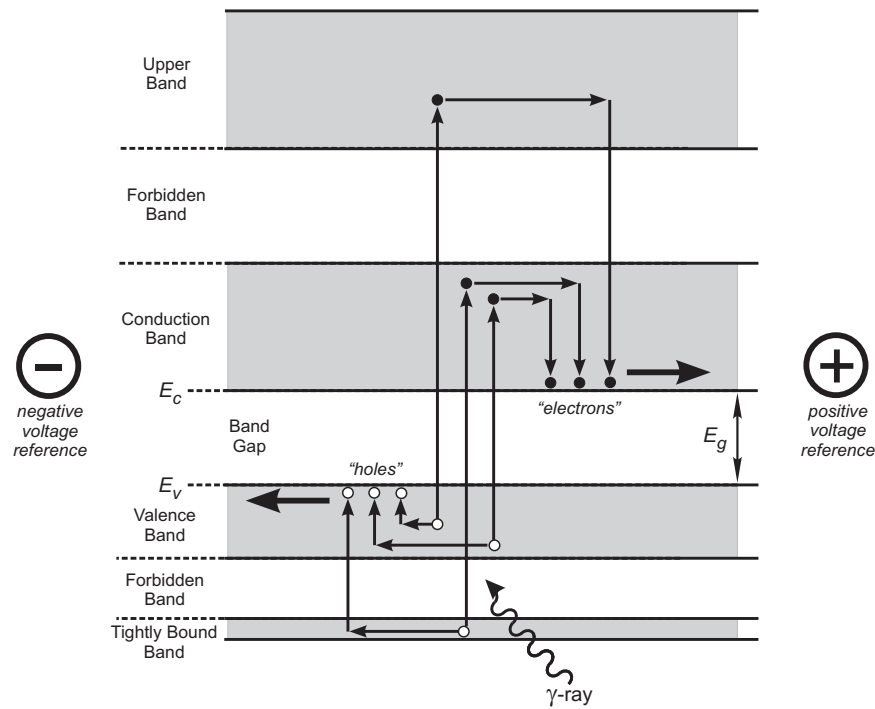 Upper
Band
Forbidden
Band
Conduction
Band
−
negative
voltage
reference
+
positive
voltage
reference
E_c
"electrons"
Band
Gap
E_g
"holes"
E_v
Valence
Band
Forbidden
Band
Tightly Bound
Band
γ-ray